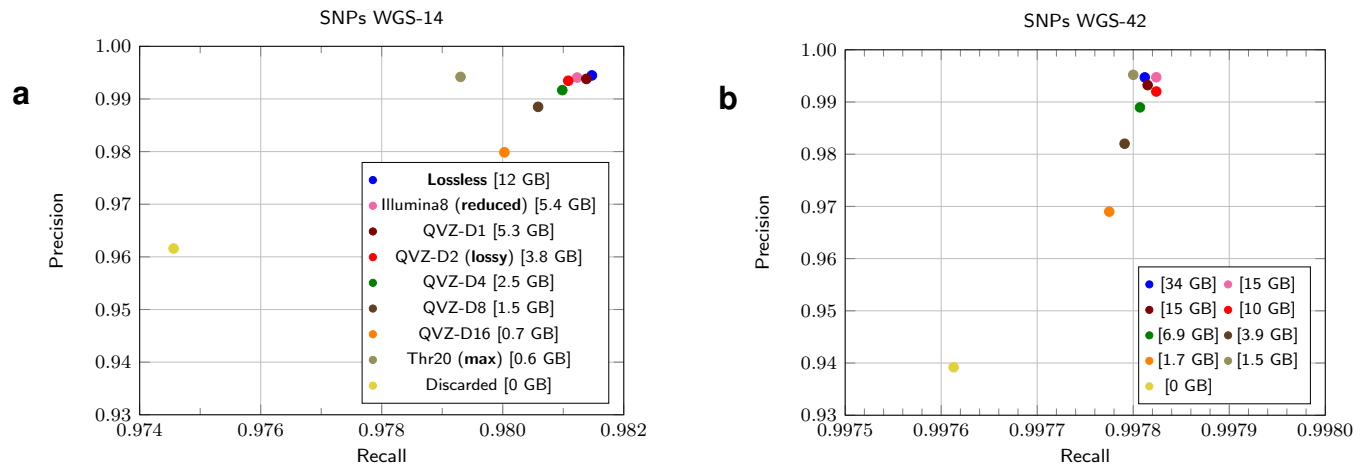 SNPs WGS-14
a
Precision
1.00
0.99
0.98
0.97
0.96
0.95
0.94
0.93
Lossless [12 GB]
Illumina8 (reduced) [5.4 GB]
QVZ-D1 [5.3 GB]
QVZ-D2 (lossy) [3.8 GB]
QVZ-D4 [2.5 GB]
QVZ-D8 [1.5 GB]
QVZ-D16 [0.7 GB]
Thr20 (max) [0.6 GB]
Discarded [0 GB]
0.974 0.976 0.978 0.980 0.982
Recall
SNPs WGS-42
b
Precision
1.00
0.99
0.98
0.97
0.96
0.95
0.94
0.93
[34 GB] [15 GB]
[15 GB] [10 GB]
[6.9 GB] [3.9 GB]
[1.7 GB] [1.5 GB]
[0 GB]
0.9975 0.9976 0.9977 0.9978 0.9979 0.998
Recall